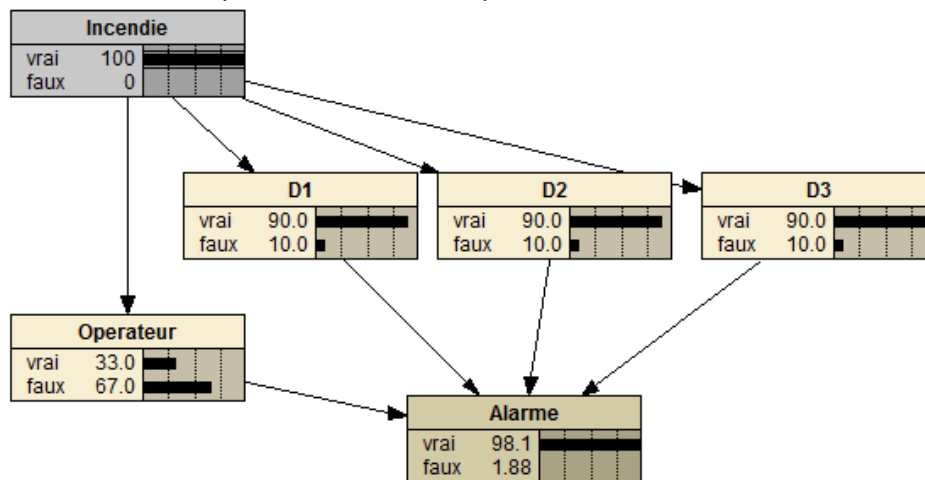 Incendie
vrai 100
faux 0
D1
vrai 90.0
faux 10.0
D2
vrai 90.0
faux 10.0
D3
vrai 90.0
faux 10.0
Operateur
vrai 33.0
faux 67.0
Alarme
vrai 98.1
faux 1.88